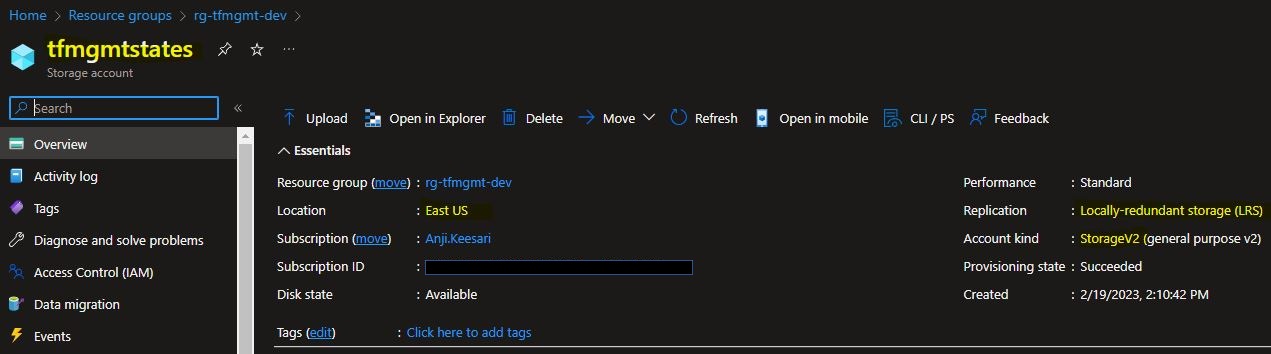 Home > Resource groups > rg-tfmgmt-dev >
tfmgmtstates ...
Storage account
Search «
Overview
Activity log
Tags
Diagnose and solve problems
Access Control (IAM)
Data migration
Events
Upload Open in Explorer Delete Move Refresh Open in mobile CLI / PS Feedback
Essentials
Resource group (move) : rg-tfmgmt-dev
Location : East US
Subscription (move) : Anji.Keesari
Subscription ID :
Disk state : Available
Tags (edit) : Click here to add tags
Performance : Standard
Replication : Locally-redundant storage (LRS)
Account kind : StorageV2 (general purpose v2)
Provisioning state : Succeeded
Created : 2/19/2023, 2:10:42 PM